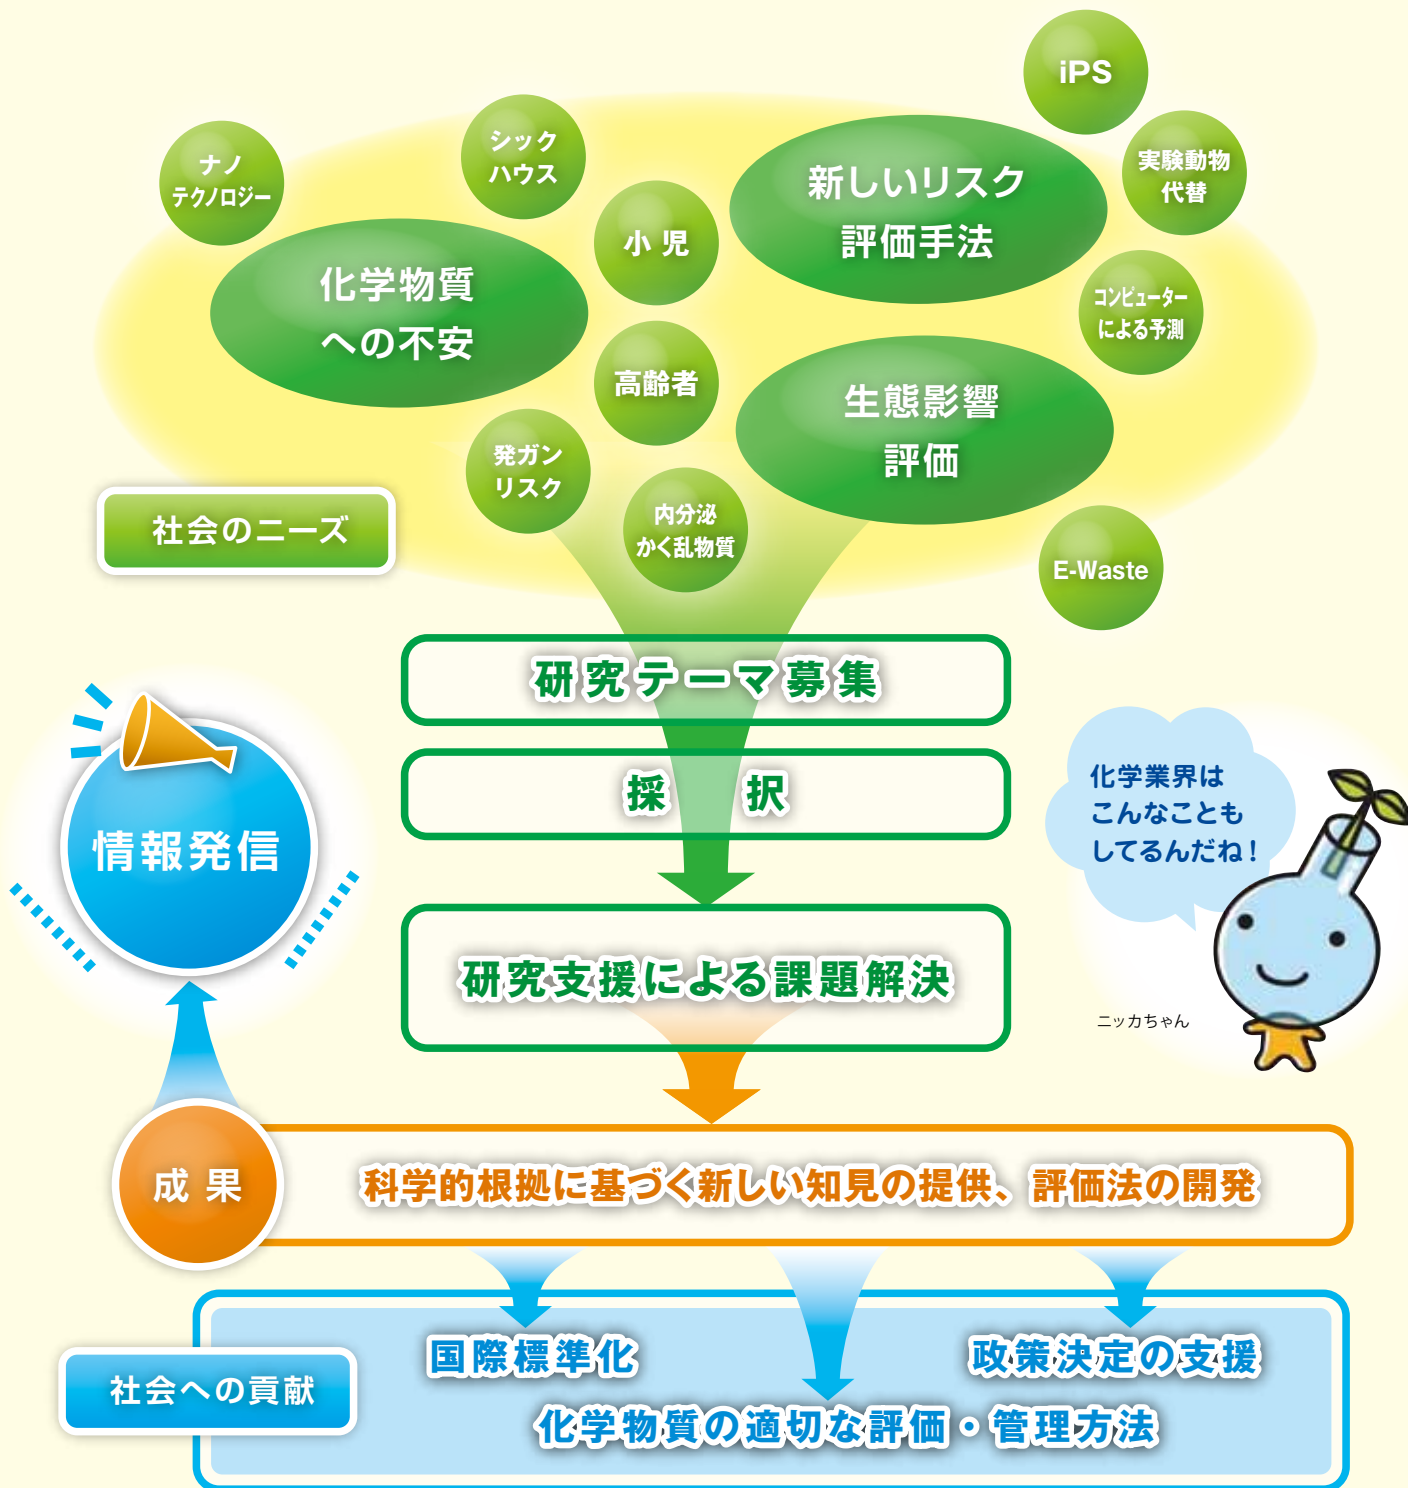 iPS
シック
ハウス
ナノ
テクノロジー
実験動物
代替
新しいリスク
評価手法
小児
化学物質
への不安
コンピューター
による予測
高齢者
生態影響
評価
発ガン
リスク
内分泌
かく乱物質
社会のニーズ
E-Waste
研究テーマ募集
採択
化学業界は
こんなことも
してるんだね！
情報発信
研究支援による課題解決
ニッカちゃん
成果
科学的根拠に基づく新しい知見の提供、評価法の開発
国際標準化
政策決定の支援
社会への貢献
化学物質の適切な評価・管理方法